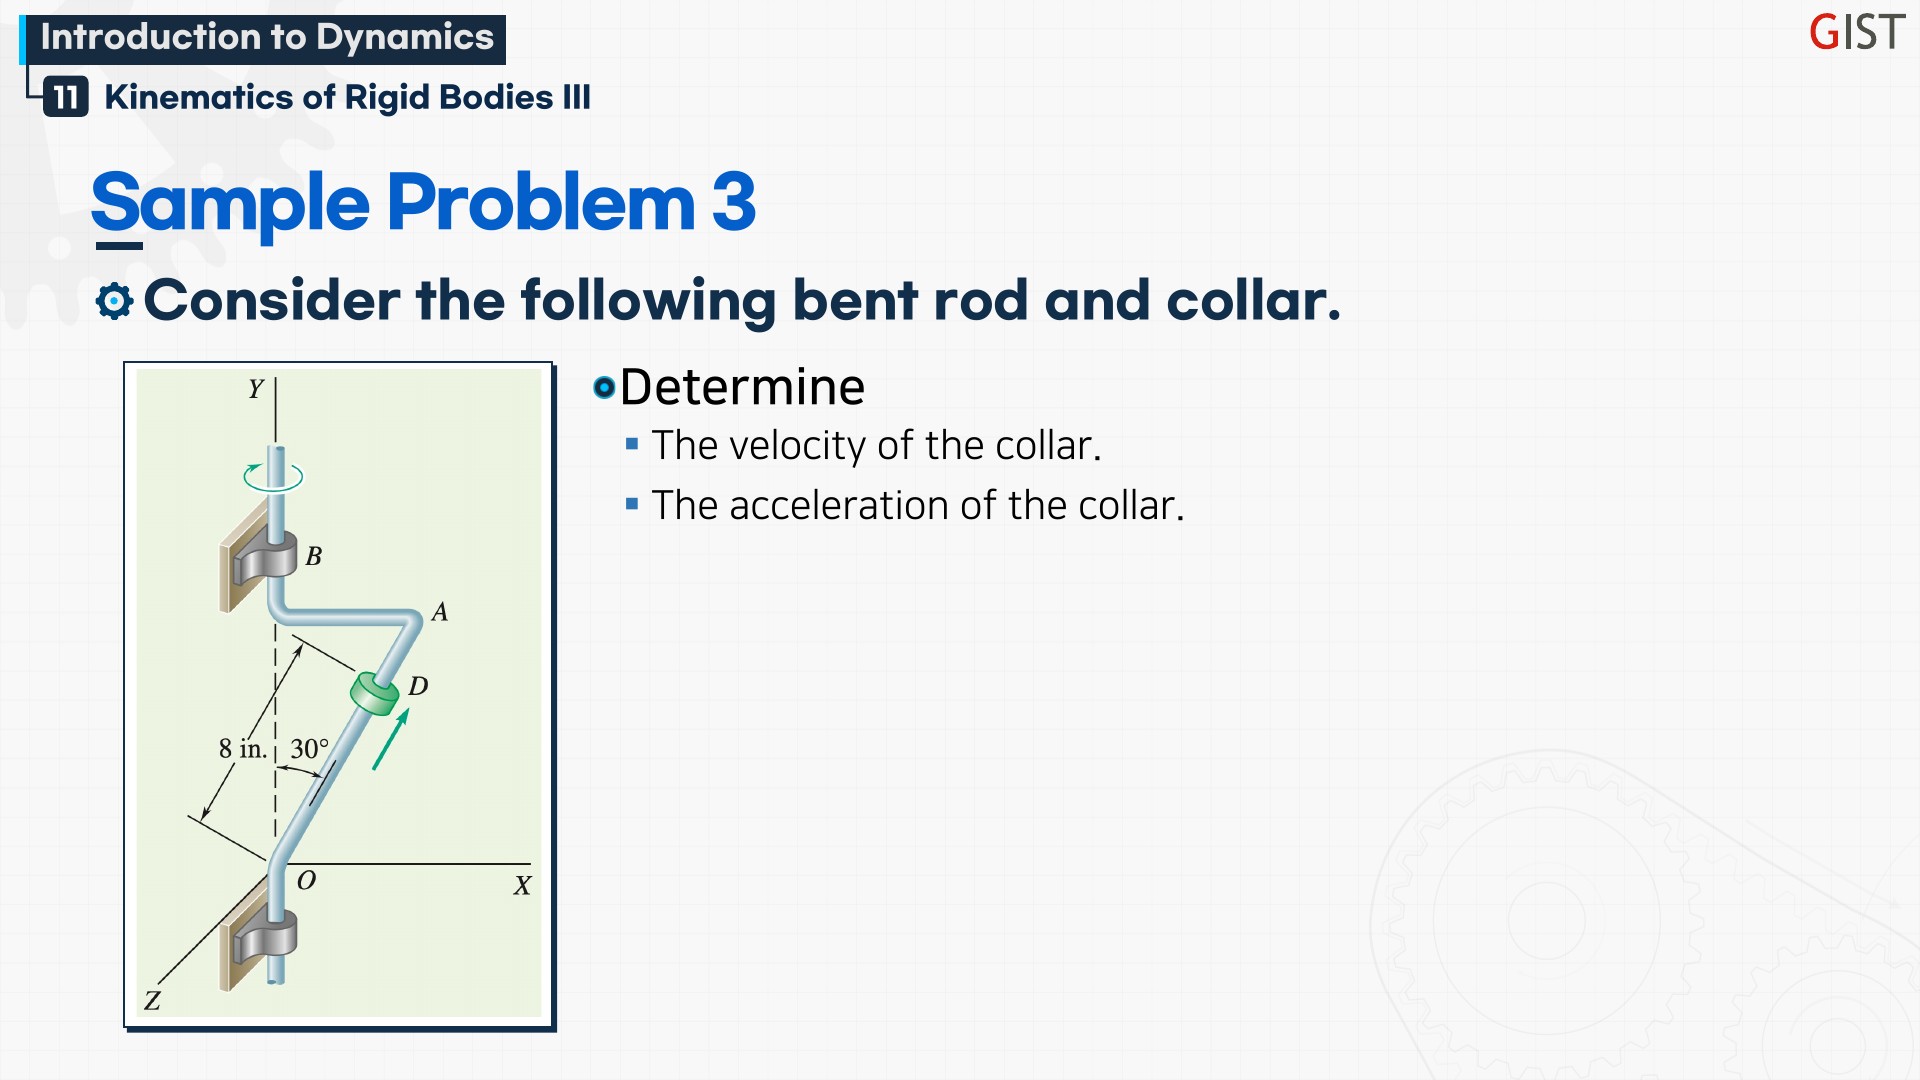 Introduction to Dynamics
GIST
11 Kinematics of Rigid Bodies III
Sample Problem 3
Consider the following bent rod and collar.
Determine
The velocity of the collar.
The acceleration of the collar.
Y
B
A
D
8 in. 30°
O
X
Z